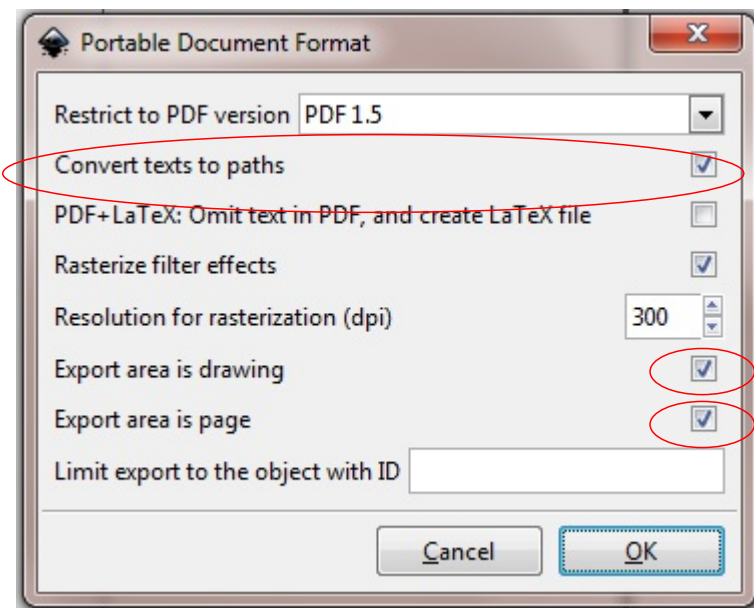 Portable Document Format
Restrict to PDF version PDF 1.5
Convert texts to paths
PDF+LaTeX: Omit text in PDF, and create LaTeX file
Rasterize filter effects
Resolution for rasterization (dpi) 300
Export area is drawing
Export area is page
Limit export to the object with ID
Cancel OK